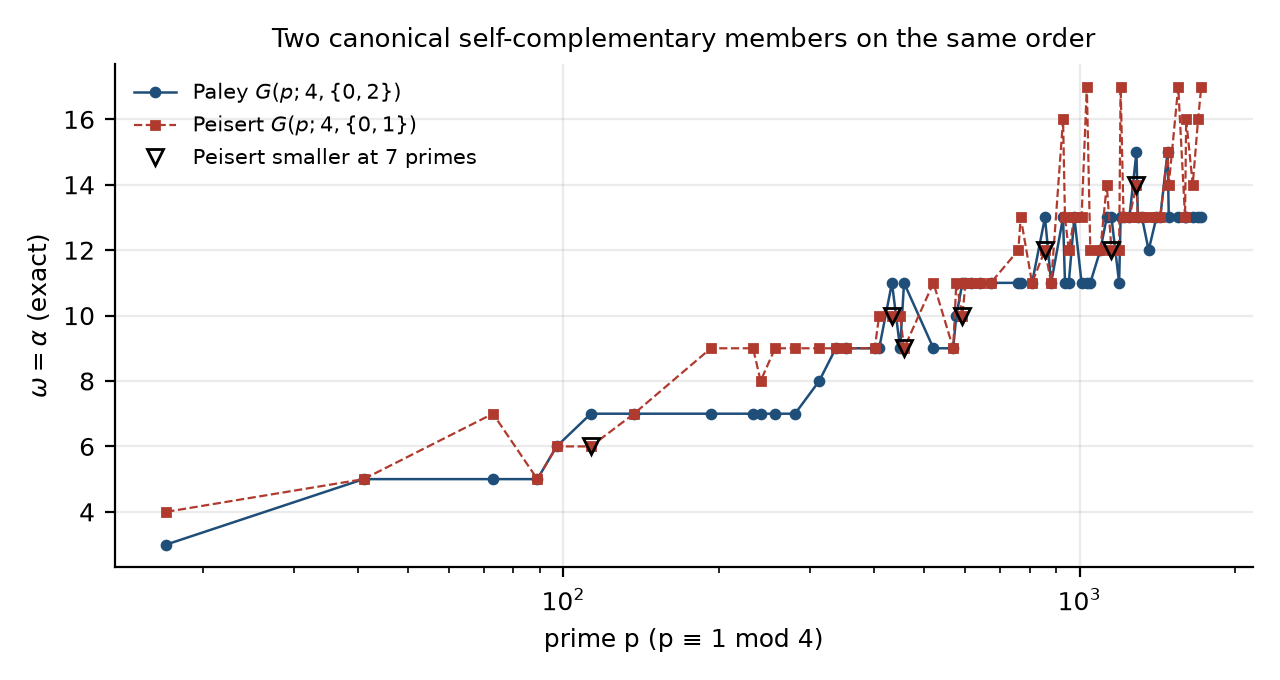 Two canonical self-complementary members on the same order
Paley G(p; 4, {0, 2})
Peisert G(p; 4, {0, 1})
Peisert smaller at 7 primes
16
14
12
10
8
6
4
ω = α (exact)
10²
10³
prime p (p ≡ 1 mod 4)